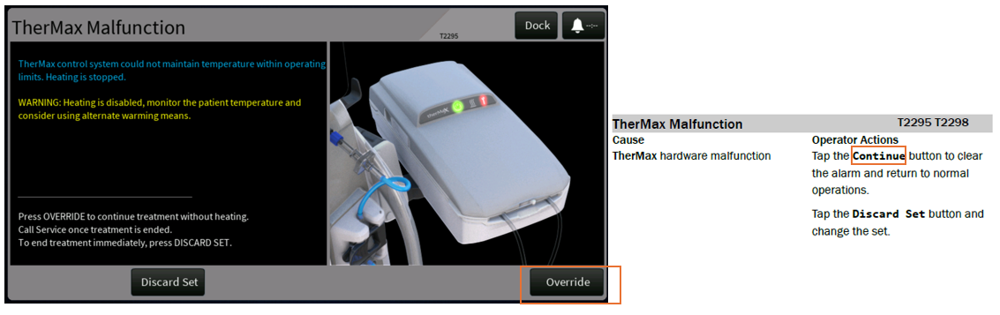 TherMax Malfunction
T2295
Dock
--:--
TherMax control system could not maintain temperature within operating
limits. Heating is stopped.
WARNING: Heating is disabled, monitor the patient temperature and
consider using alternate warming means.
Press OVERRIDE to continue treatment without heating.
Call Service once treatment is ended.
To end treatment immediately, press DISCARD SET.
Discard Set
Override
therMax
TherMax Malfunction T2295 T2298
Cause Operator Actions
TherMax hardware malfunction Tap the Continue button to clear
the alarm and return to normal
operations.
Tap the Discard Set button and
change the set.